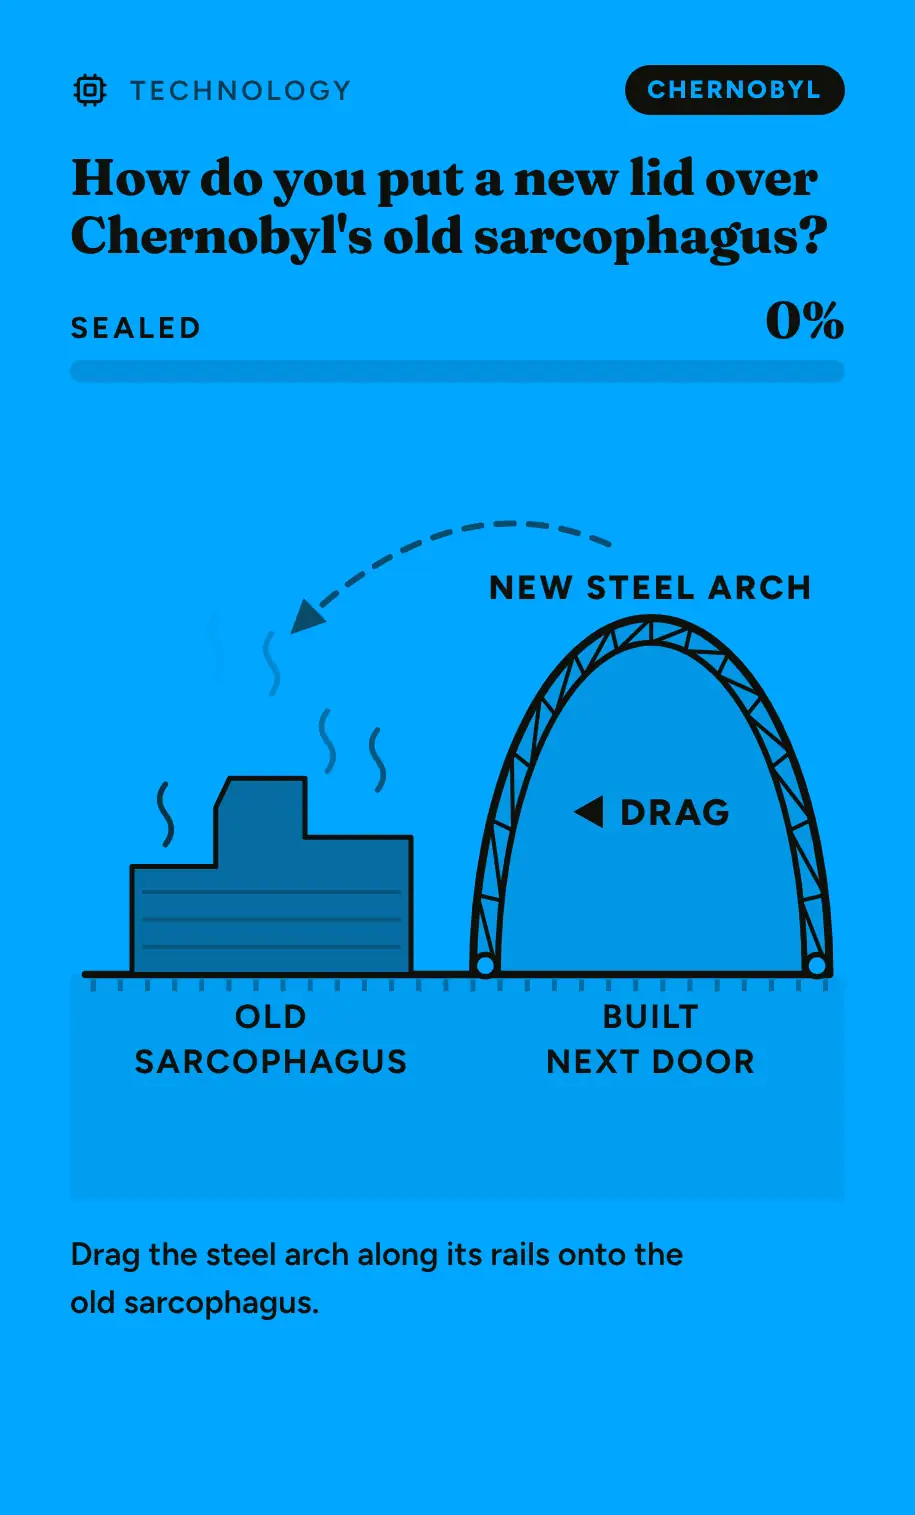 TECHNOLOGY
CHERNOBYL
How do you put a new lid over
Chernobyl's old sarcophagus?
SEALED
0%
NEW STEEL ARCH
DRAG
OLD
SARCOPHAGUS
BUILT
NEXT DOOR
Drag the steel arch along its rails onto the
old sarcophagus.